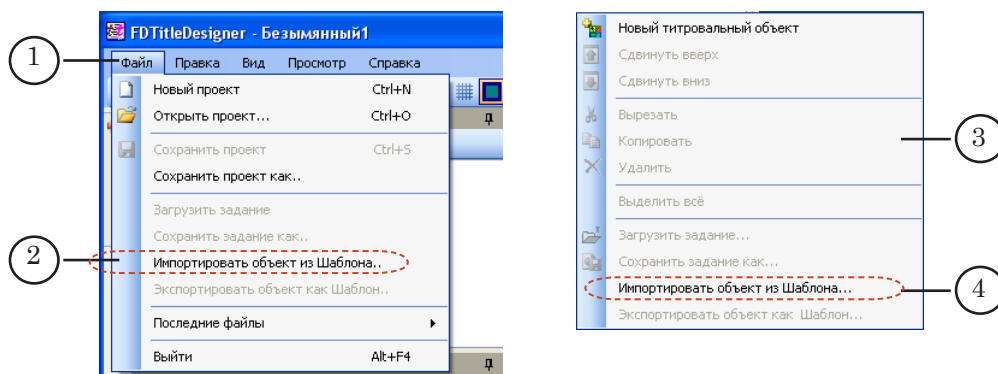 FDTitleDesigner - Безымянный1
1
Файл Правка Вид Просмотр Справка
Новый проект Ctrl+N
Открыть проект... Ctrl+O
Сохранить проект Ctrl+S
Сохранить проект как..
Загрузить задание
Сохранить задание как..
2
Импортировать объект из Шаблона..
Экспортировать объект как Шаблон..
Последние файлы
Выйти Alt+F4
Новый титровальный объект
Сдвинуть вверх
Сдвинуть вниз
Вырезать
Копировать
3
Удалить
Выделить всё
Загрузить задание...
Сохранить задание как...
Импортировать объект из Шаблона...
4
Экспортировать объект как Шаблон...